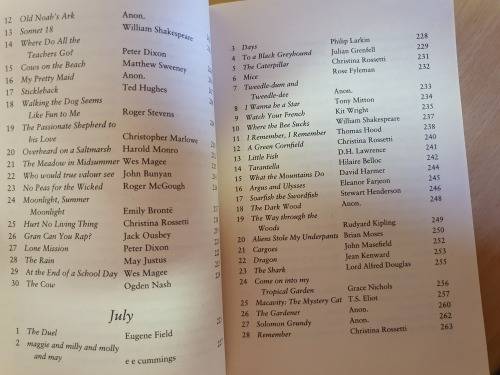 12 Old Noah's Ark Anon.
13 Sonnet 18 William Shakespeare
14 Where Do All the
Teachers Go? Peter Dixon
15 Cows on the Beach Matthew Sweeney
16 My Pretty Maid Anon.
17 Stickleback Ted Hughes
18 Walking the Dog Seems
Like Fun to Me Roger Stevens
19 The Passionate Shepherd to
his Love Christopher Marlowe
20 Overheard on a Saltmarsh Harold Monro
21 The Meadow in Midsummer Wes Magee
22 Who would true valour see John Bunyan
23 No Peas for the Wicked Roger McGough
24 Moonlight, Summer
Moonlight Emily Brontë
25 Hurt No Living Thing Christina Rossetti
26 Gran Can You Rap? Jack Ousbey
27 Lone Mission Peter Dixon
28 The Rain May Justus
29 At the End of a School Day Wes Magee
30 The Cow Ogden Nash
July
1 The Duel Eugene Field
2 maggie and milly and molly
and may e e cummings
3 Days Philip Larkin 228
4 To a Black Greyhound Julian Grenfell 229
5 The Caterpillar Christina Rossetti 231
6 Mice Rose Fyleman 232
7 Tweedle-dum and
Tweedle-dee Anon. 233
8 I Wanna be a Star Tony Mitton 234
9 Watch Your French Kit Wright 235
10 Where the Bee Sucks William Shakespeare 237
11 I Remember, I Remember Thomas Hood 238
12 A Green Cornfield Christina Rossetti 240
13 Little Fish D.H. Lawrence 241
14 Tarantella Hilaire Belloc 242
15 What the Mountains Do David Harmer 244
16 Argus and Ulysses Eleanor Farjeon 245
17 Soarfish the Swordfish Stewart Henderson 246
18 The Dark Wood Anon. 248
19 The Way through the
Woods Rudyard Kipling 249
20 Aliens Stole My Underpants Brian Moses 250
21 Cargoes John Masefield 251
22 Dragon Jean Kenward 253
23 The Shark Lord Alfred Douglas 255
24 Come on into my
Tropical Garden Grace Nichols 256
25 Macavity: The Mystery Cat T.S. Eliot 257
26 The Gardener Anon. 260
27 Solomon Grundy Anon. 262
28 Remember Christina Rossetti 263